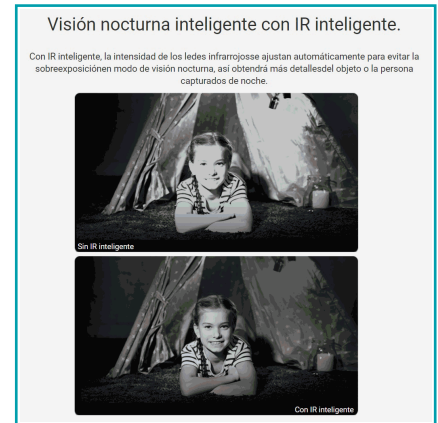 Visión nocturna inteligente con IR inteligente.
Con IR inteligente, la intensidad de los ledes infrarrojosse ajustan automáticamente para evitar la
sobreexposiciónen modo de visión nocturna, así obtendrá más detallesdel objeto o la persona
capturados de noche.
Sin IR inteligente
Con IR inteligente